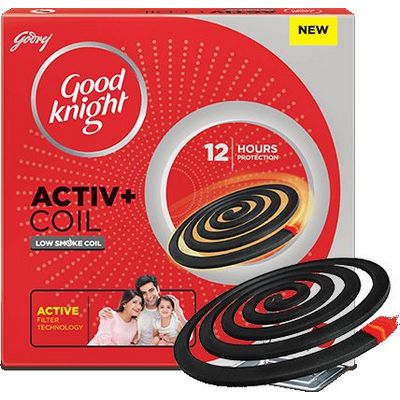 Godrej
NEW
Good
knight
12 HOURS
PROTECTION
ACTIV+
COIL
LOW SMOKE COIL
ACTIVE
FILTER
TECHNOLOGY